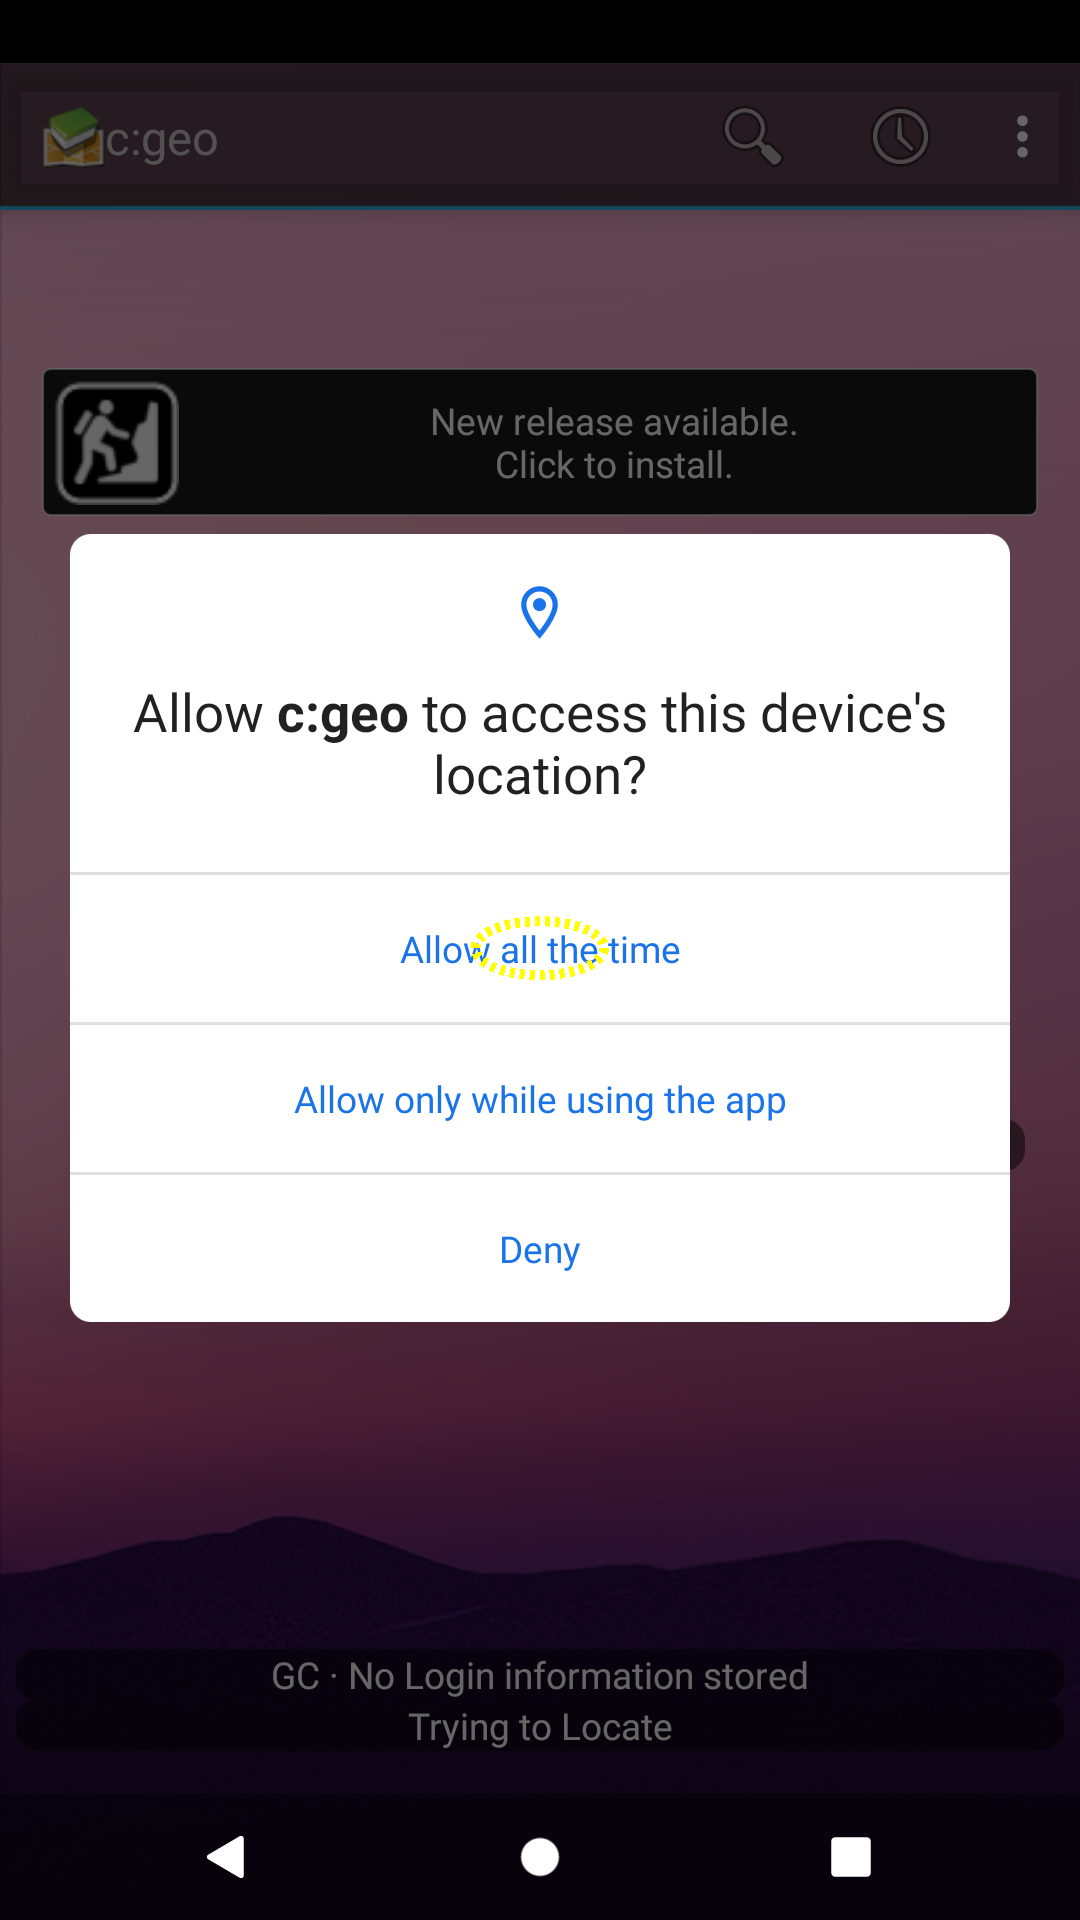 c:geo
New release available.
Click to install.
Allow c:geo to access this device's
location?
Allow all the time
Allow only while using the app
Deny
GC · No Login information stored
Trying to Locate